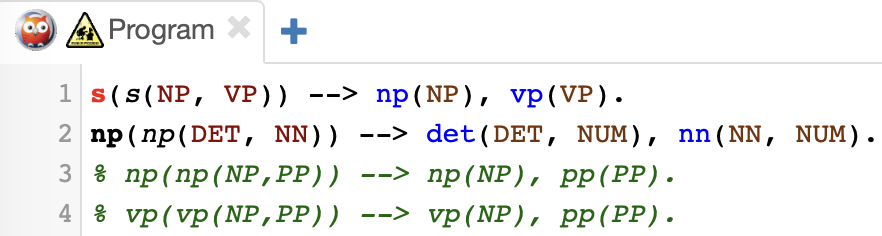 Program
1 s(s(NP, VP)) --> np(NP), vp(VP).
2 np(np(DET, NN)) --> det(DET, NUM), nn(NN, NUM).
3 % np(np(NP,PP)) --> np(NP), pp(PP).
4 % vp(vp(NP,PP)) --> vp(NP), pp(PP).